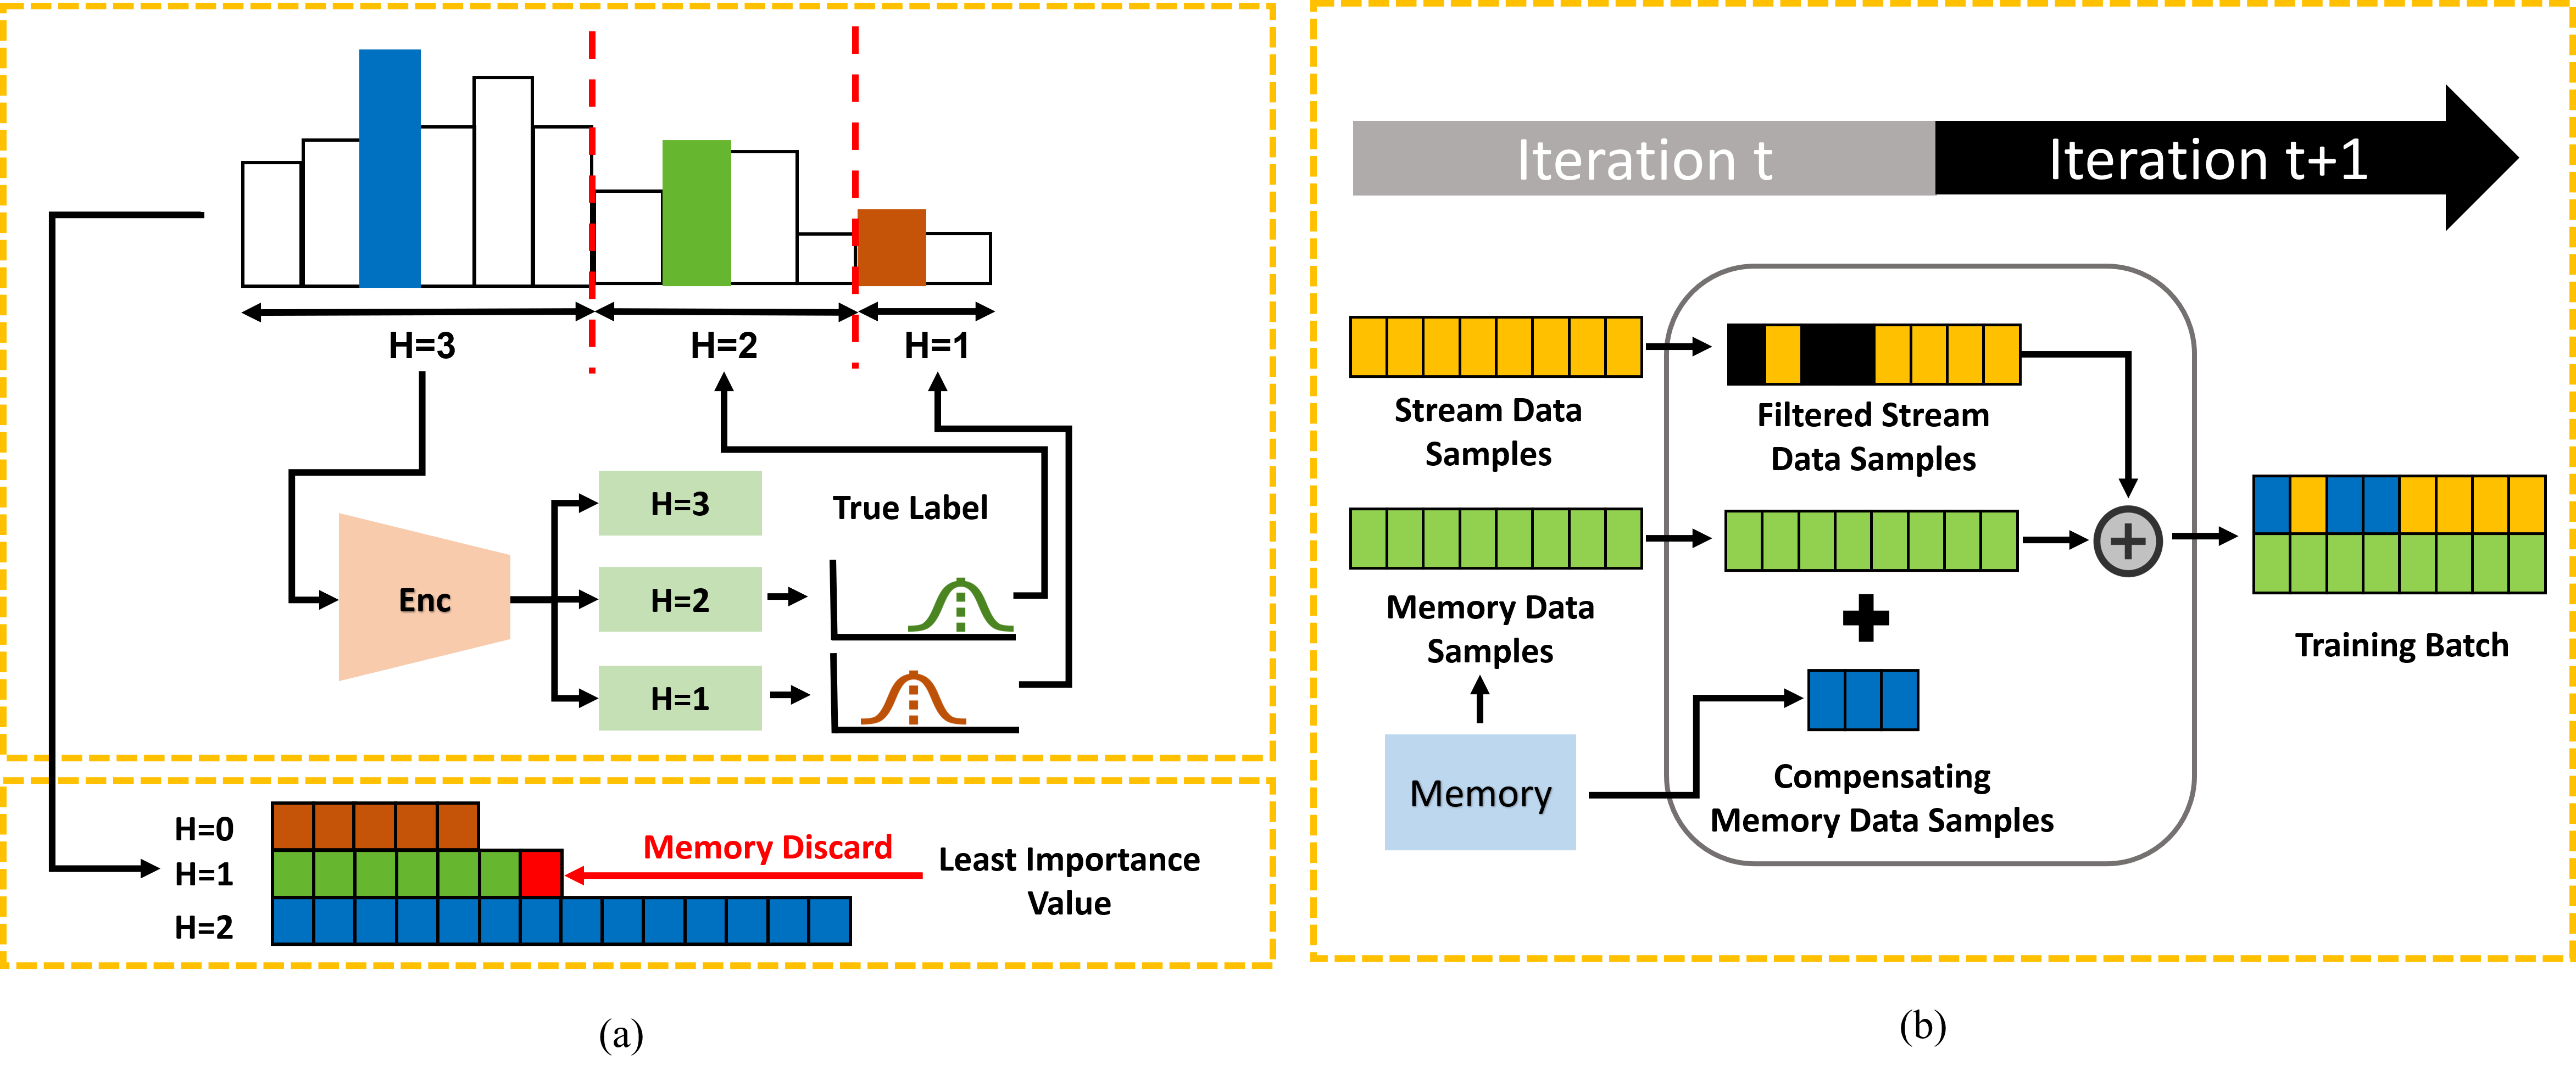 H=3
H=2
H=1
Enc
H=3
H=2
H=1
True Label
H=0
H=1
H=2
Memory Discard
Least Importance
Value
(a)
Iteration t
Iteration t+1
Stream Data
Samples
Filtered Stream
Data Samples
Memory Data
Samples
Memory
Compensating
Memory Data Samples
Training Batch
(b)